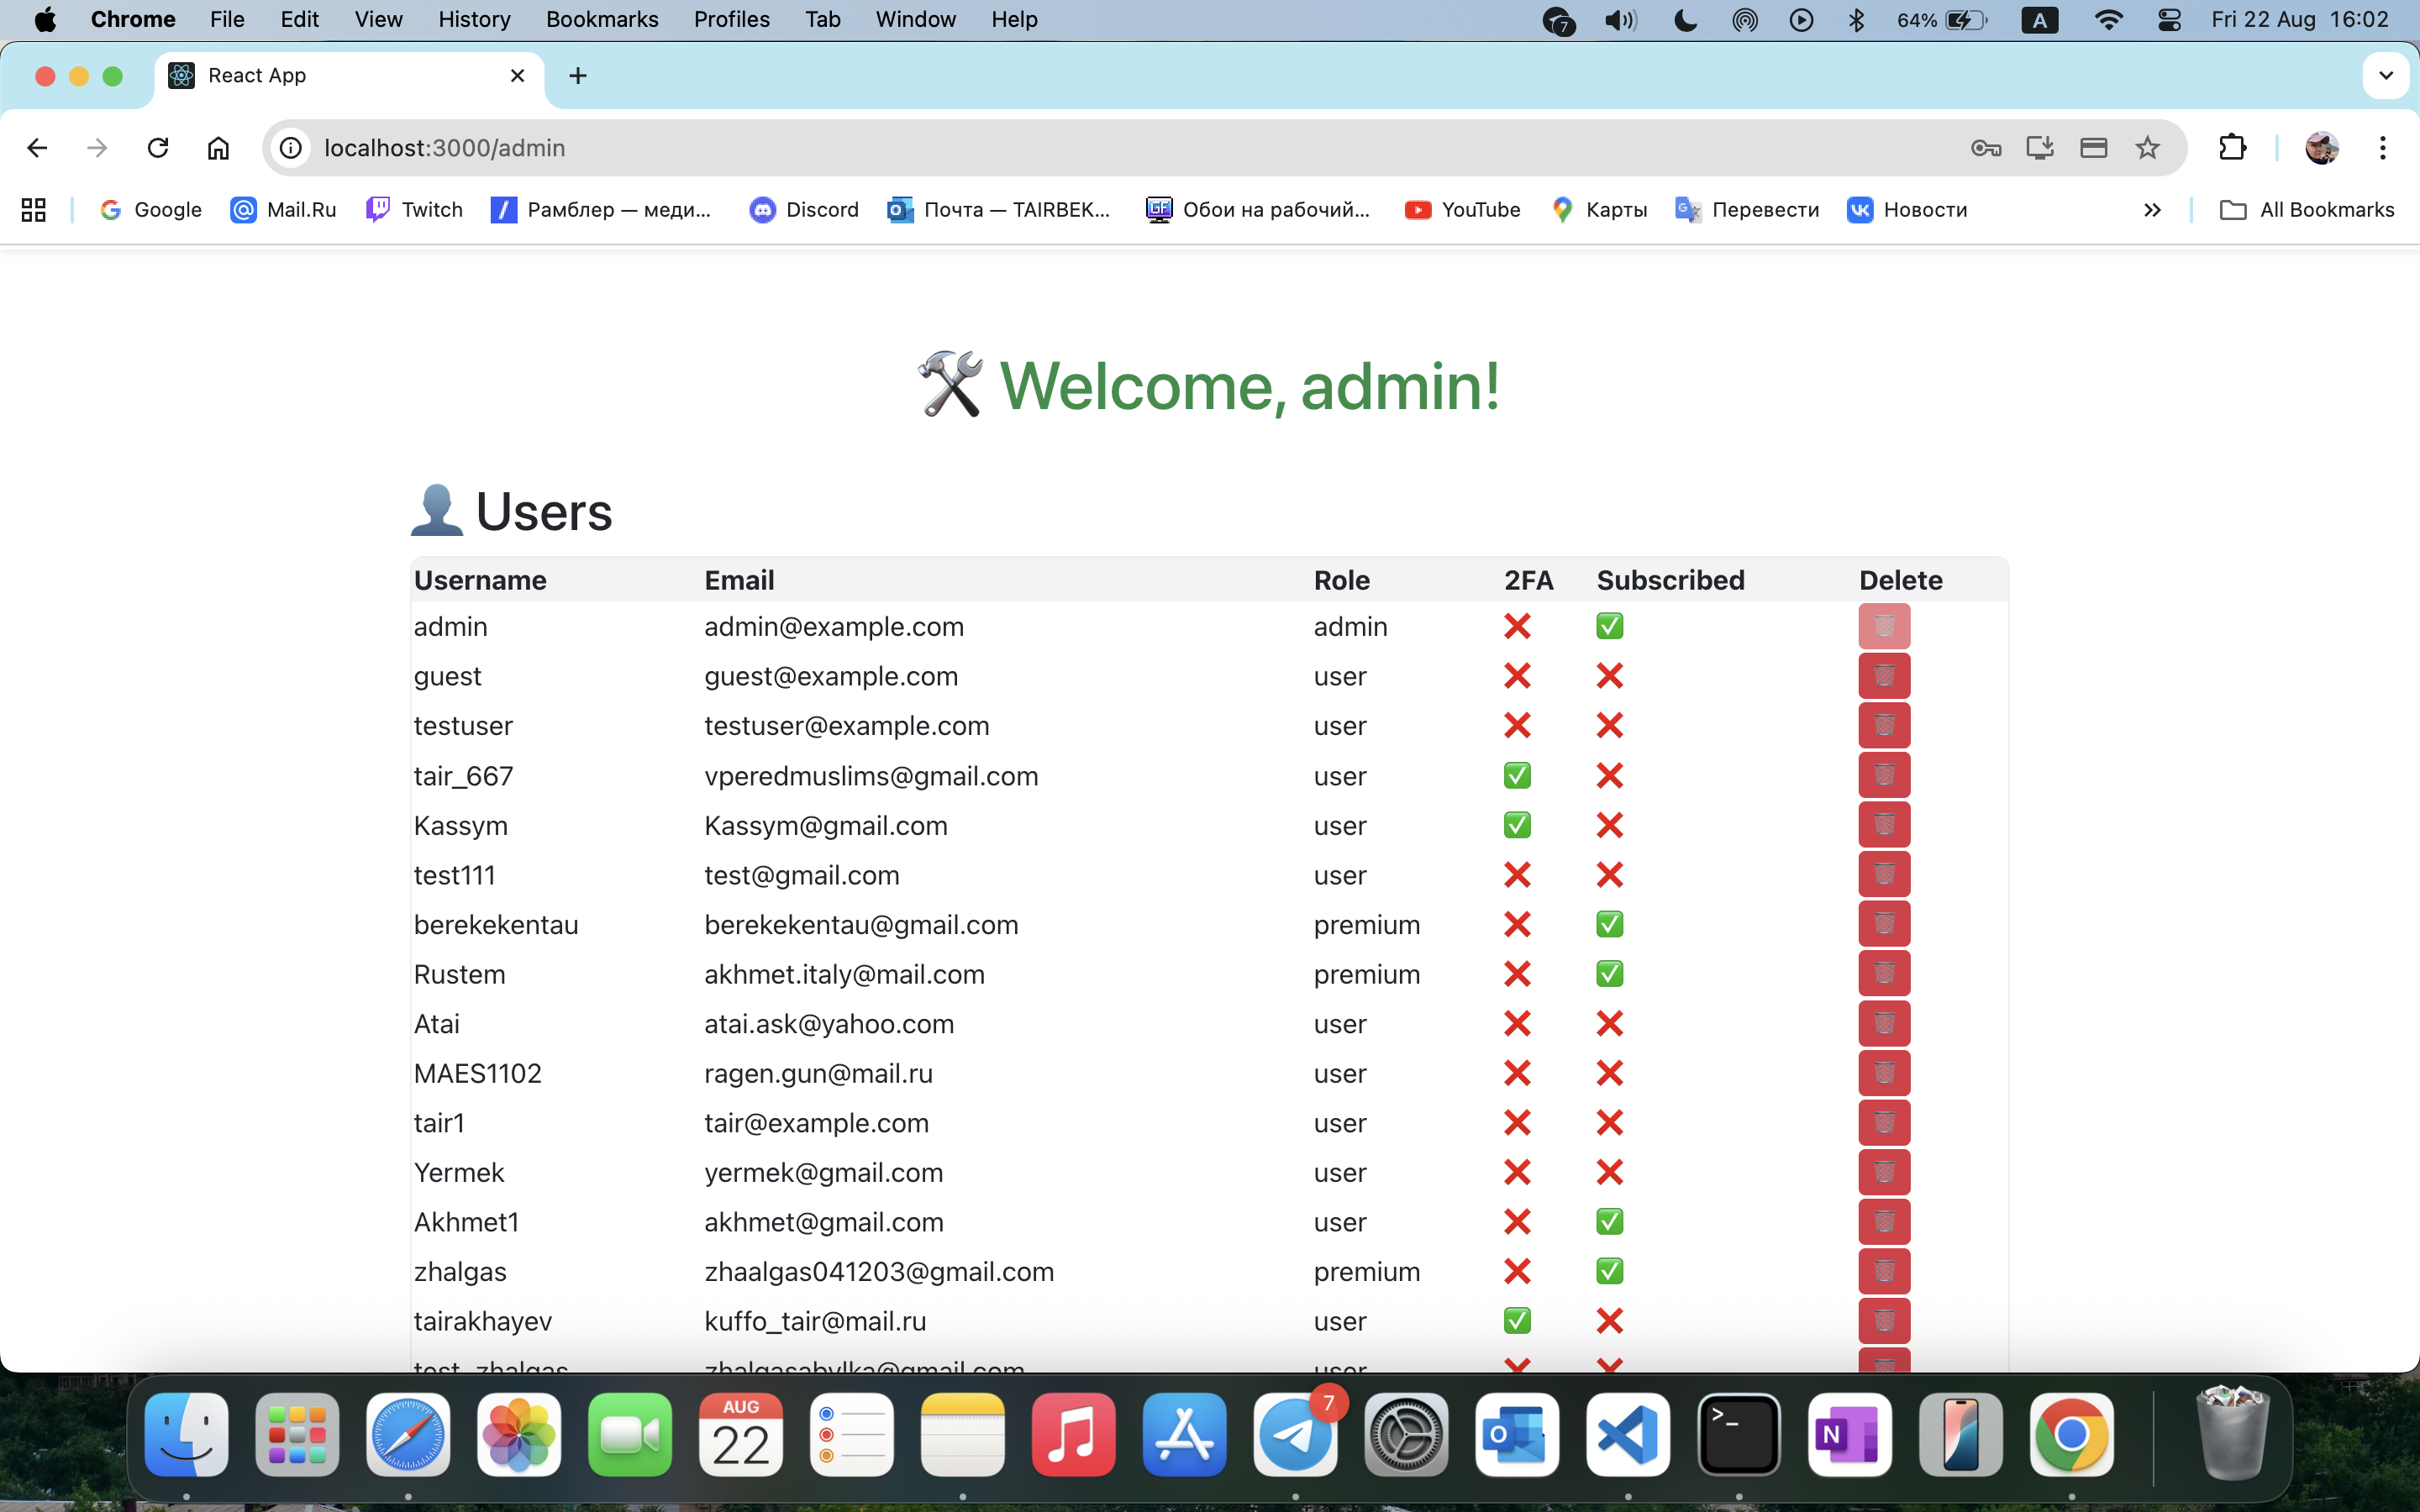 Chrome File Edit View History Bookmarks Profiles Tab Window Help 7 64% A Fri 22 Aug 16:02
React App
localhost:3000/admin
Google Mail.Ru Twitch Рамблер — меди... Discord Почта — TAIRBEK... Обои на рабочий... YouTube Карты Перевести Новости All Bookmarks
Welcome, admin!
Users
Username Email Role 2FA Subscribed Delete
admin admin@example.com admin
guest guest@example.com user
testuser testuser@example.com user
tair_667 vperedmuslims@gmail.com user
Kassym Kassym@gmail.com user
test111 test@gmail.com user
berekekentau berekekentau@gmail.com premium
Rustem akhmet.italy@mail.com premium
Atai atai.ask@yahoo.com user
MAES1102 ragen.gun@mail.ru user
tair1 tair@example.com user
Yermek yermek@gmail.com user
Akhmet1 akhmet@gmail.com user
zhalgas zhaalgas041203@gmail.com premium
tairakhayev kuffo_tair@mail.ru user
test_zhalgas zhalgasabylka@gmail.com user
AUG
22
7